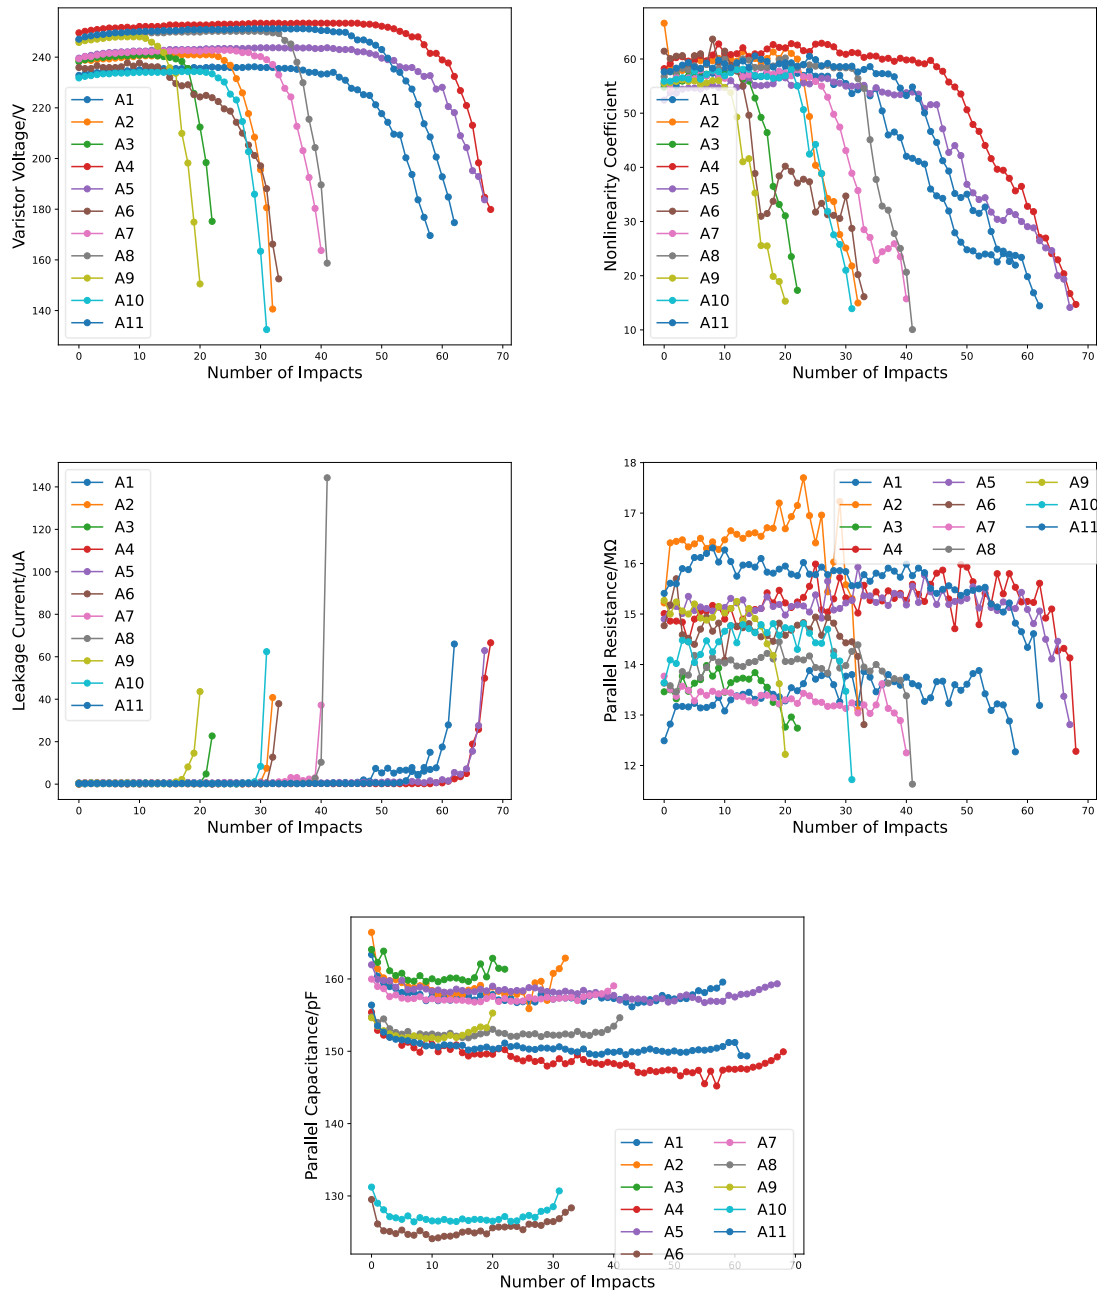 Varistor Voltage/V
240
220
200
180
160
140
0 10 20 30 40 50 60 70
Number of Impacts
A1
A2
A3
A4
A5
A6
A7
A8
A9
A10
A11
Nonlinearity Coefficient
60
50
40
30
20
10
0 10 20 30 40 50 60 70
Number of Impacts
A1
A2
A3
A4
A5
A6
A7
A8
A9
A10
A11
Leakage Current/uA
140
120
100
80
60
40
20
0
0 10 20 30 40 50 60 70
Number of Impacts
A1
A2
A3
A4
A5
A6
A7
A8
A9
A10
A11
Parallel Resistance/MΩ
18
17
16
15
14
13
12
0 10 20 30 40 50 60 70
Number of Impacts
A1 A5 A9
A2 A6 A10
A3 A7 A11
A4 A8
Parallel Capacitance/pF
160
150
140
130
0 10 20 30 40 50 60 70
Number of Impacts
A1 A7
A2 A8
A3 A9
A4 A10
A5 A11
A6